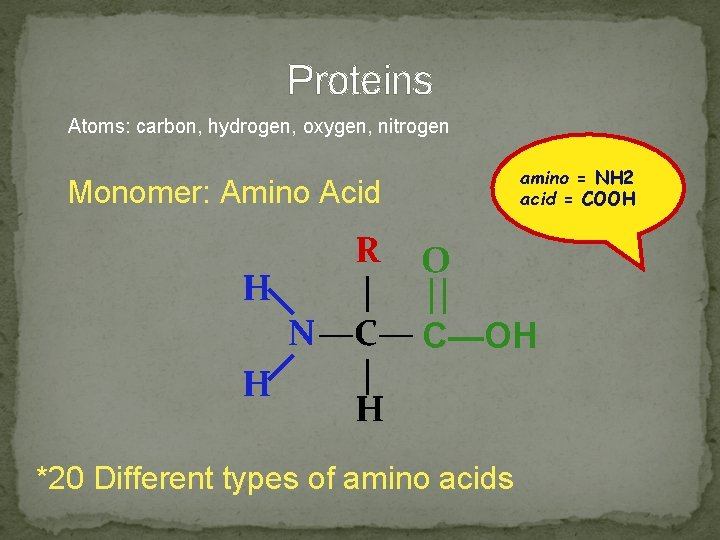 Proteins
Atoms: carbon, hydrogen, oxygen, nitrogen
Monomer: Amino Acid
amino = NH2
acid = COOH
R O
H
N—C—C—OH
H
H
*20 Different types of amino acids